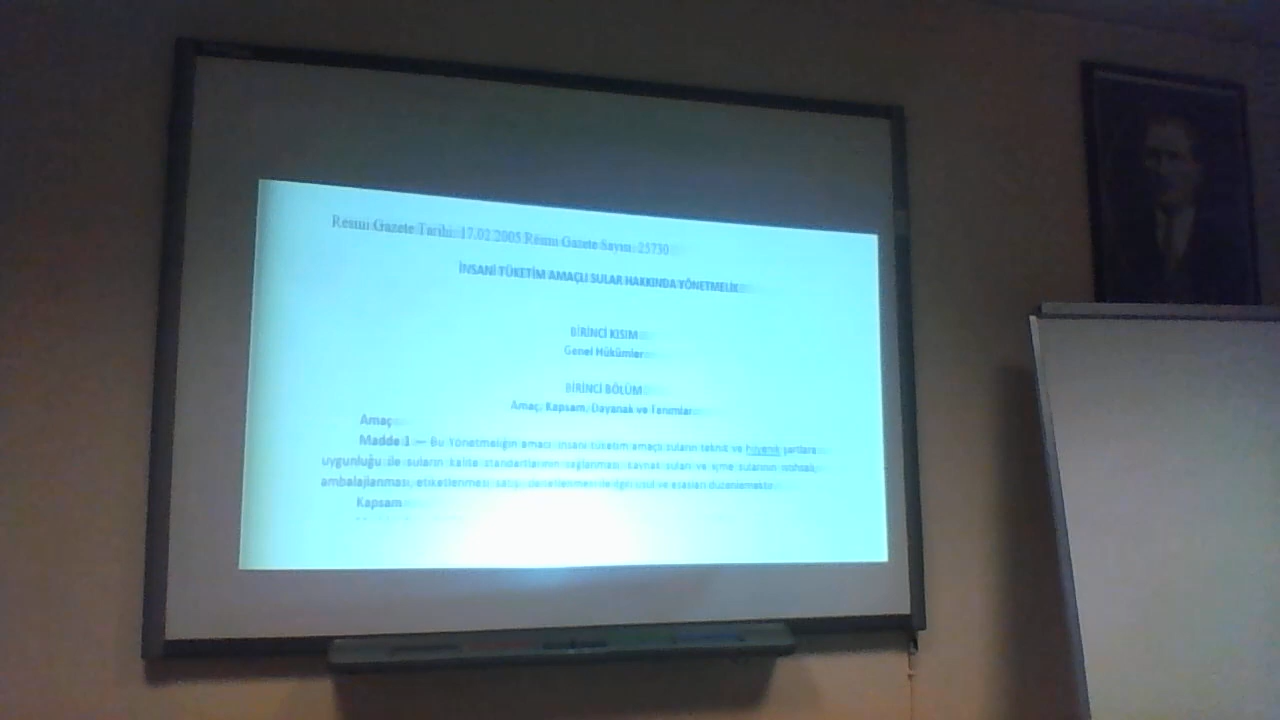 Resmi Gazete Tarihi: 17.02.2005 Resmi Gazete Sayısı: 25730
İNSANİ TÜKETİM AMAÇLI SULAR HAKKINDA YÖNETMELİK
BİRİNCİ KISIM
Genel Hükümler
BİRİNCİ BÖLÜM
Amaç, Kapsam, Dayanak ve Tanımlar
Amaç
Madde 1 — Bu Yönetmeliğin amacı, insani tüketim amaçlı suların teknik ve hijyenik şartlara
uygunluğu ile suların kalite standartlarının sağlanması, kaynak suları ve içme sularının istihsali,
ambalajlanması, etiketlenmesi, satışı, denetlenmesi ile ilgili usul ve esasları düzenlemektir.
Kapsam